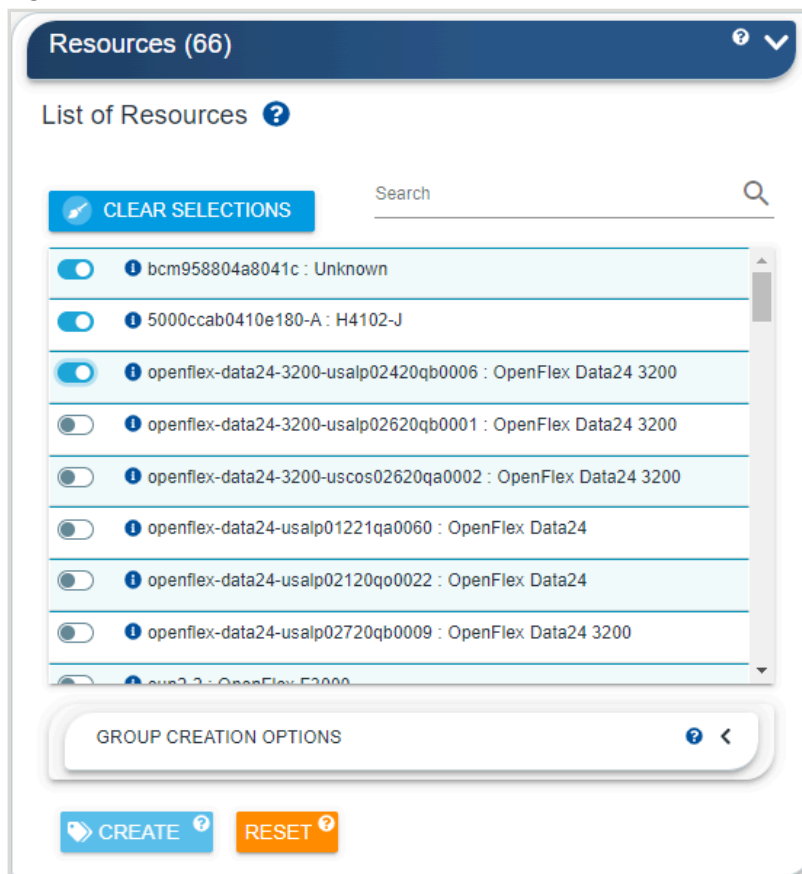 Resources (66)
List of Resources
CLEAR SELECTIONS
Search
bcm958804a8041c : Unknown
5000ccab0410e180-A : H4102-J
openflex-data24-3200-usalp02420qb0006 : OpenFlex Data24 3200
openflex-data24-3200-usalp02620qb0001 : OpenFlex Data24 3200
openflex-data24-3200-uscos02620qa0002 : OpenFlex Data24 3200
openflex-data24-usalp01221qa0060 : OpenFlex Data24
openflex-data24-usalp02120qo0022 : OpenFlex Data24
openflex-data24-usalp02720qb0009 : OpenFlex Data24 3200
: OpenFlex F3000
GROUP CREATION OPTIONS
CREATE
RESET